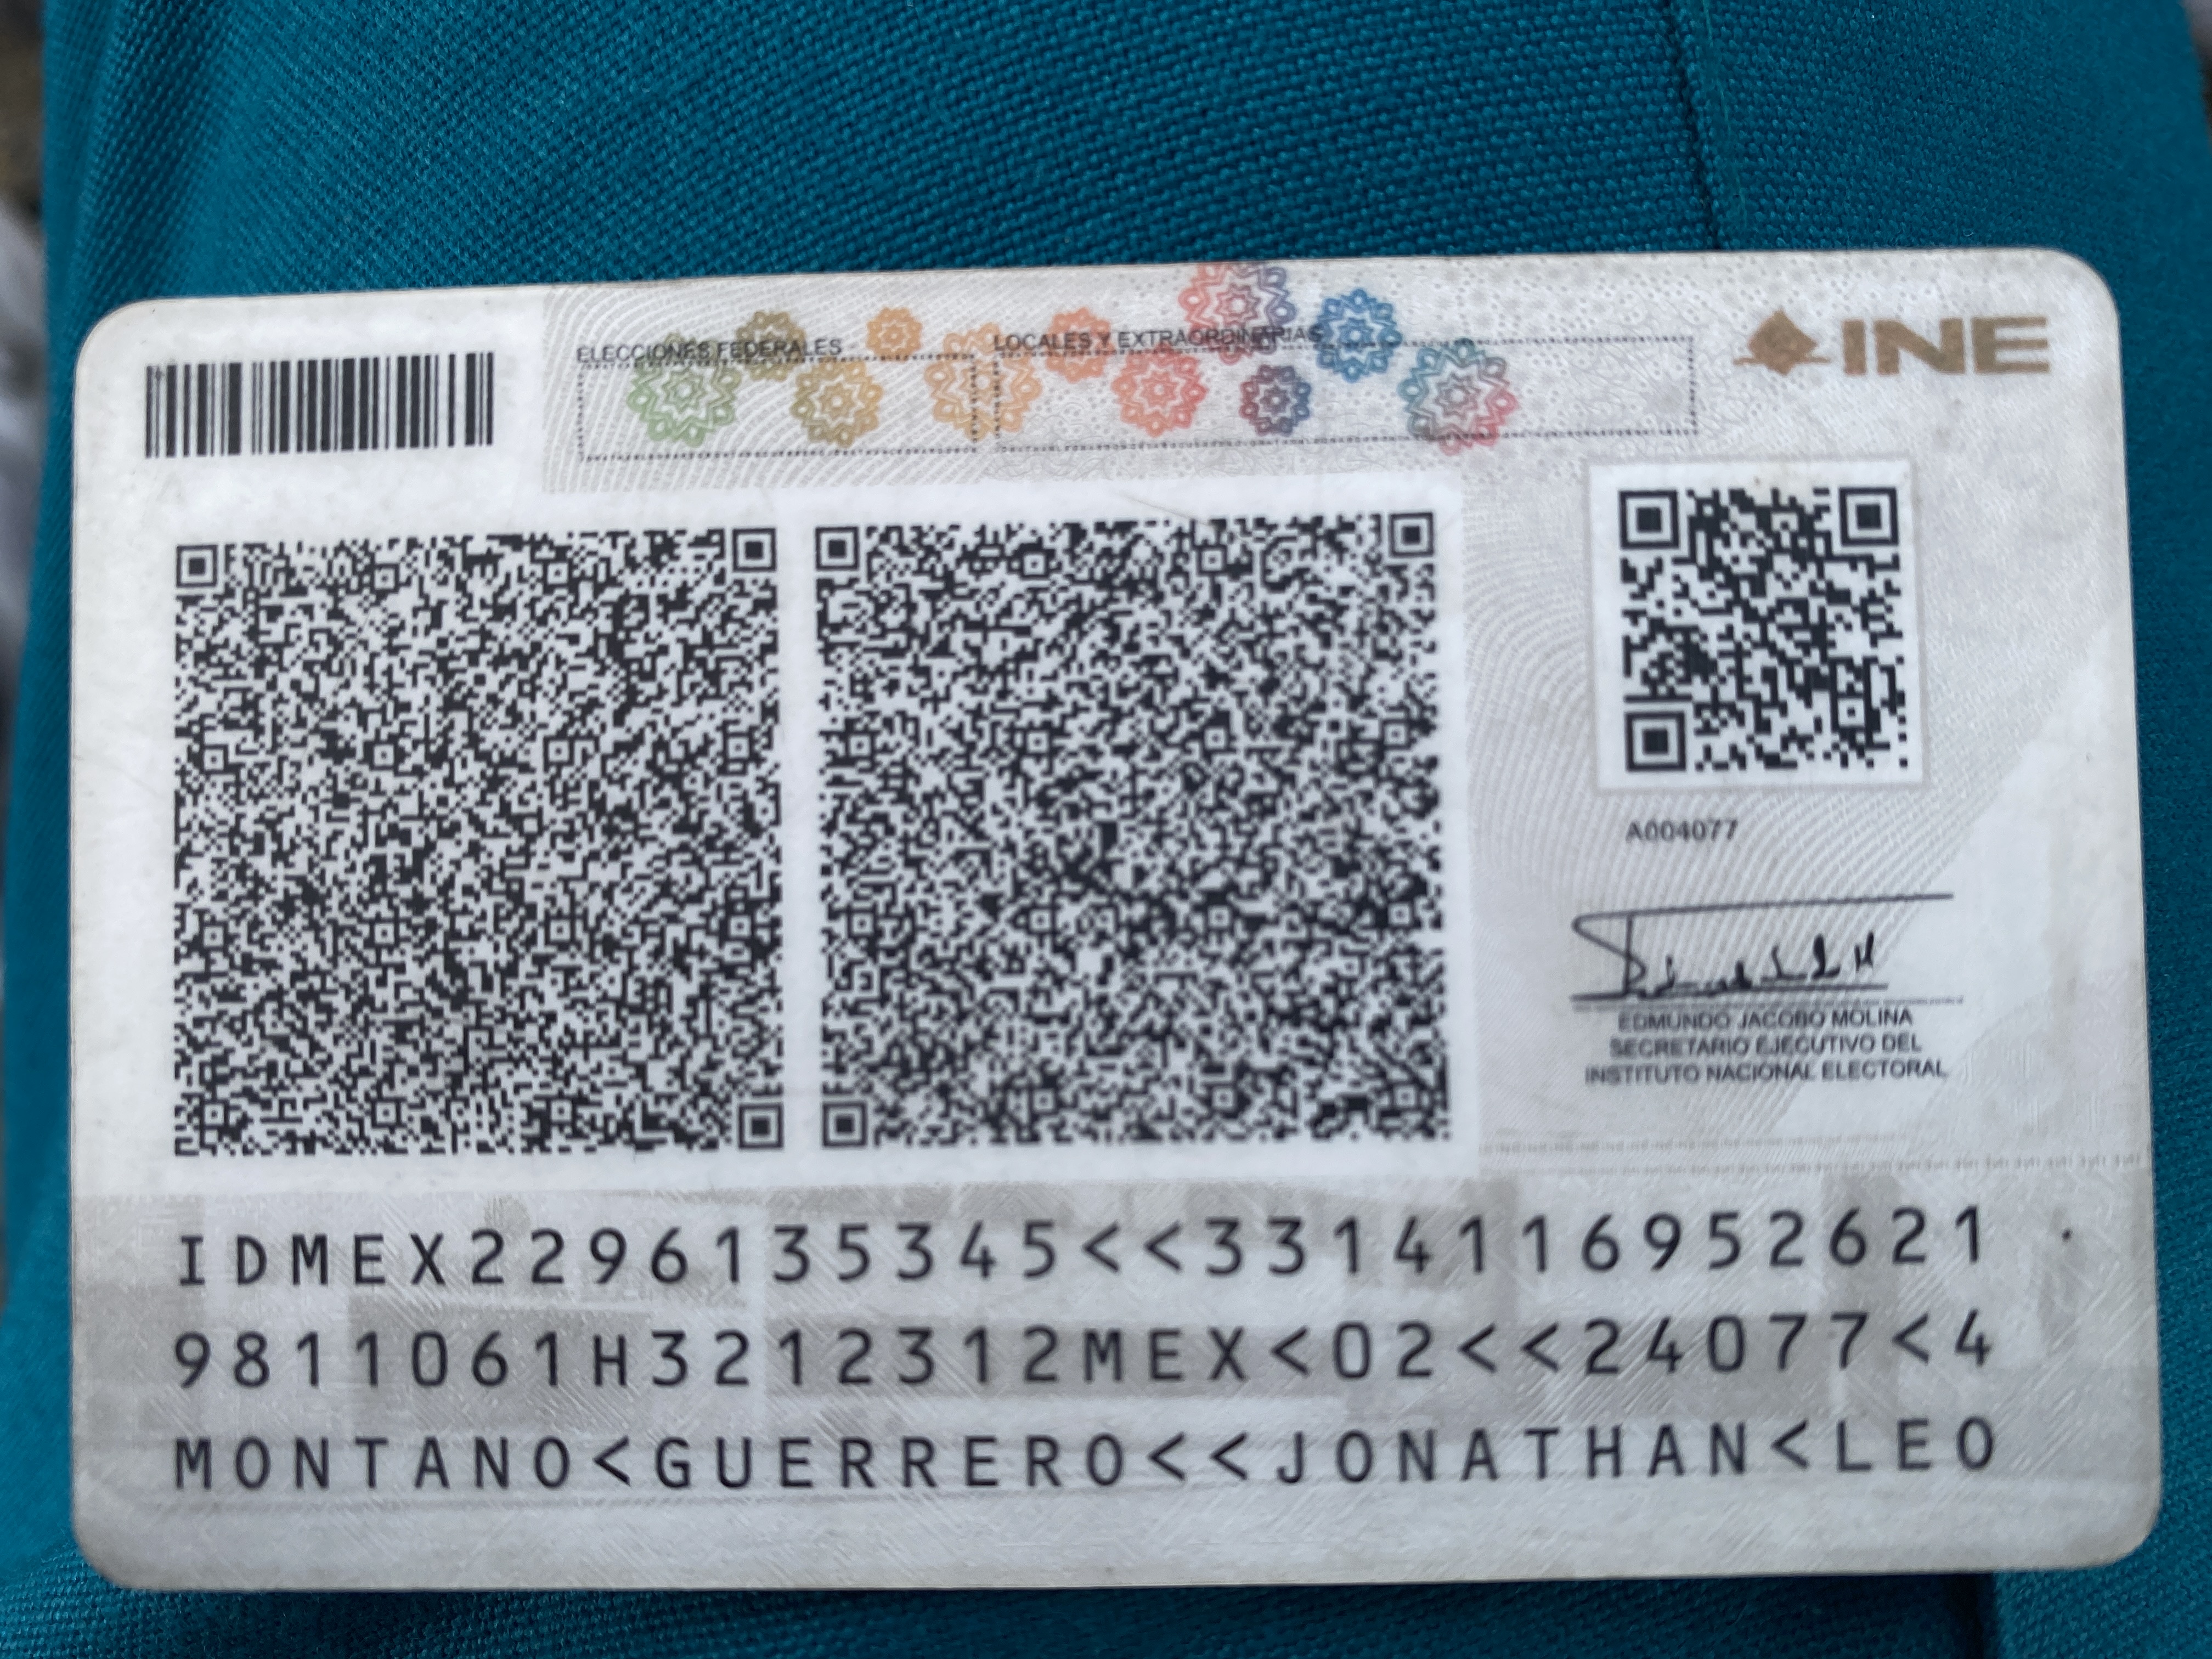 ELECCIONES FEDERALES
LOCALES Y EXTRAORDINARIAS
INE
A004077
EDMUNDO JACOBO MOLINA
SECRETARIO EJECUTIVO DEL
INSTITUTO NACIONAL ELECTORAL
IDMEX2296135345<<3314116952621
9811061H3212312MEX<02<<24077<4
MONTANO<GUERRERO<<JONATHAN<LEO